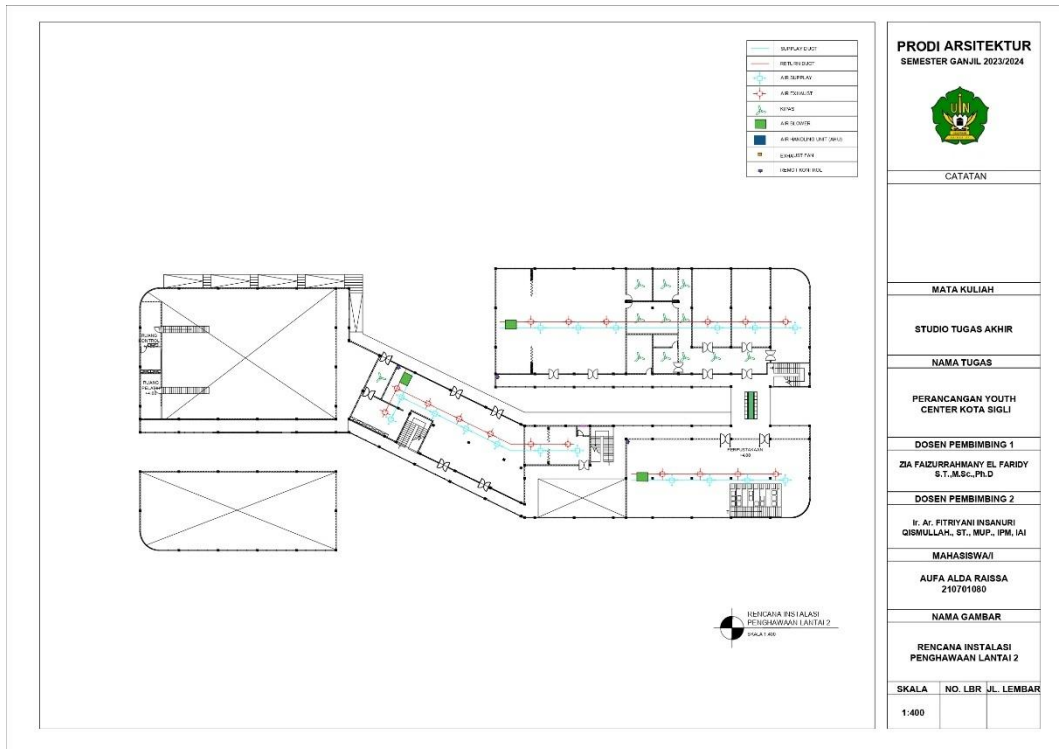 SUPPLAY DUCT
RETURN DUCT
AIR SUPPLAY
AIR EXHAUST
KIPAS
AIR BLOWER
AIR HANDLING UNIT (AHU)
EXHAUST FAN
REMOT KONTROL
RUANG
KONTROL
RUANG
PERPUSTAKAAN
RENCANA INSTALASI
PENGHAWAAN LANTAI 2
SKALA 1:400
PRODI ARSITEKTUR
SEMESTER GANJIL 2023/2024
UIN
CATATAN
MATA KULIAH
STUDIO TUGAS AKHIR
NAMA TUGAS
PERANCANGAN YOUTH
CENTER KOTA SIGLI
DOSEN PEMBIMBING 1
ZIA FAIZURRAHMANY EL FARIDY
S.T.,M.Sc.,Ph.D
DOSEN PEMBIMBING 2
Ir. Ar. FITRIYANI INSANURI
QISMULLAH., ST., MUP., IPM, IAI
MAHASISWA/I
AUFA ALDA RAISSA
210701080
NAMA GAMBAR
RENCANA INSTALASI
PENGHAWAAN LANTAI 2
SKALA NO. LBR JL. LEMBAR
1:400